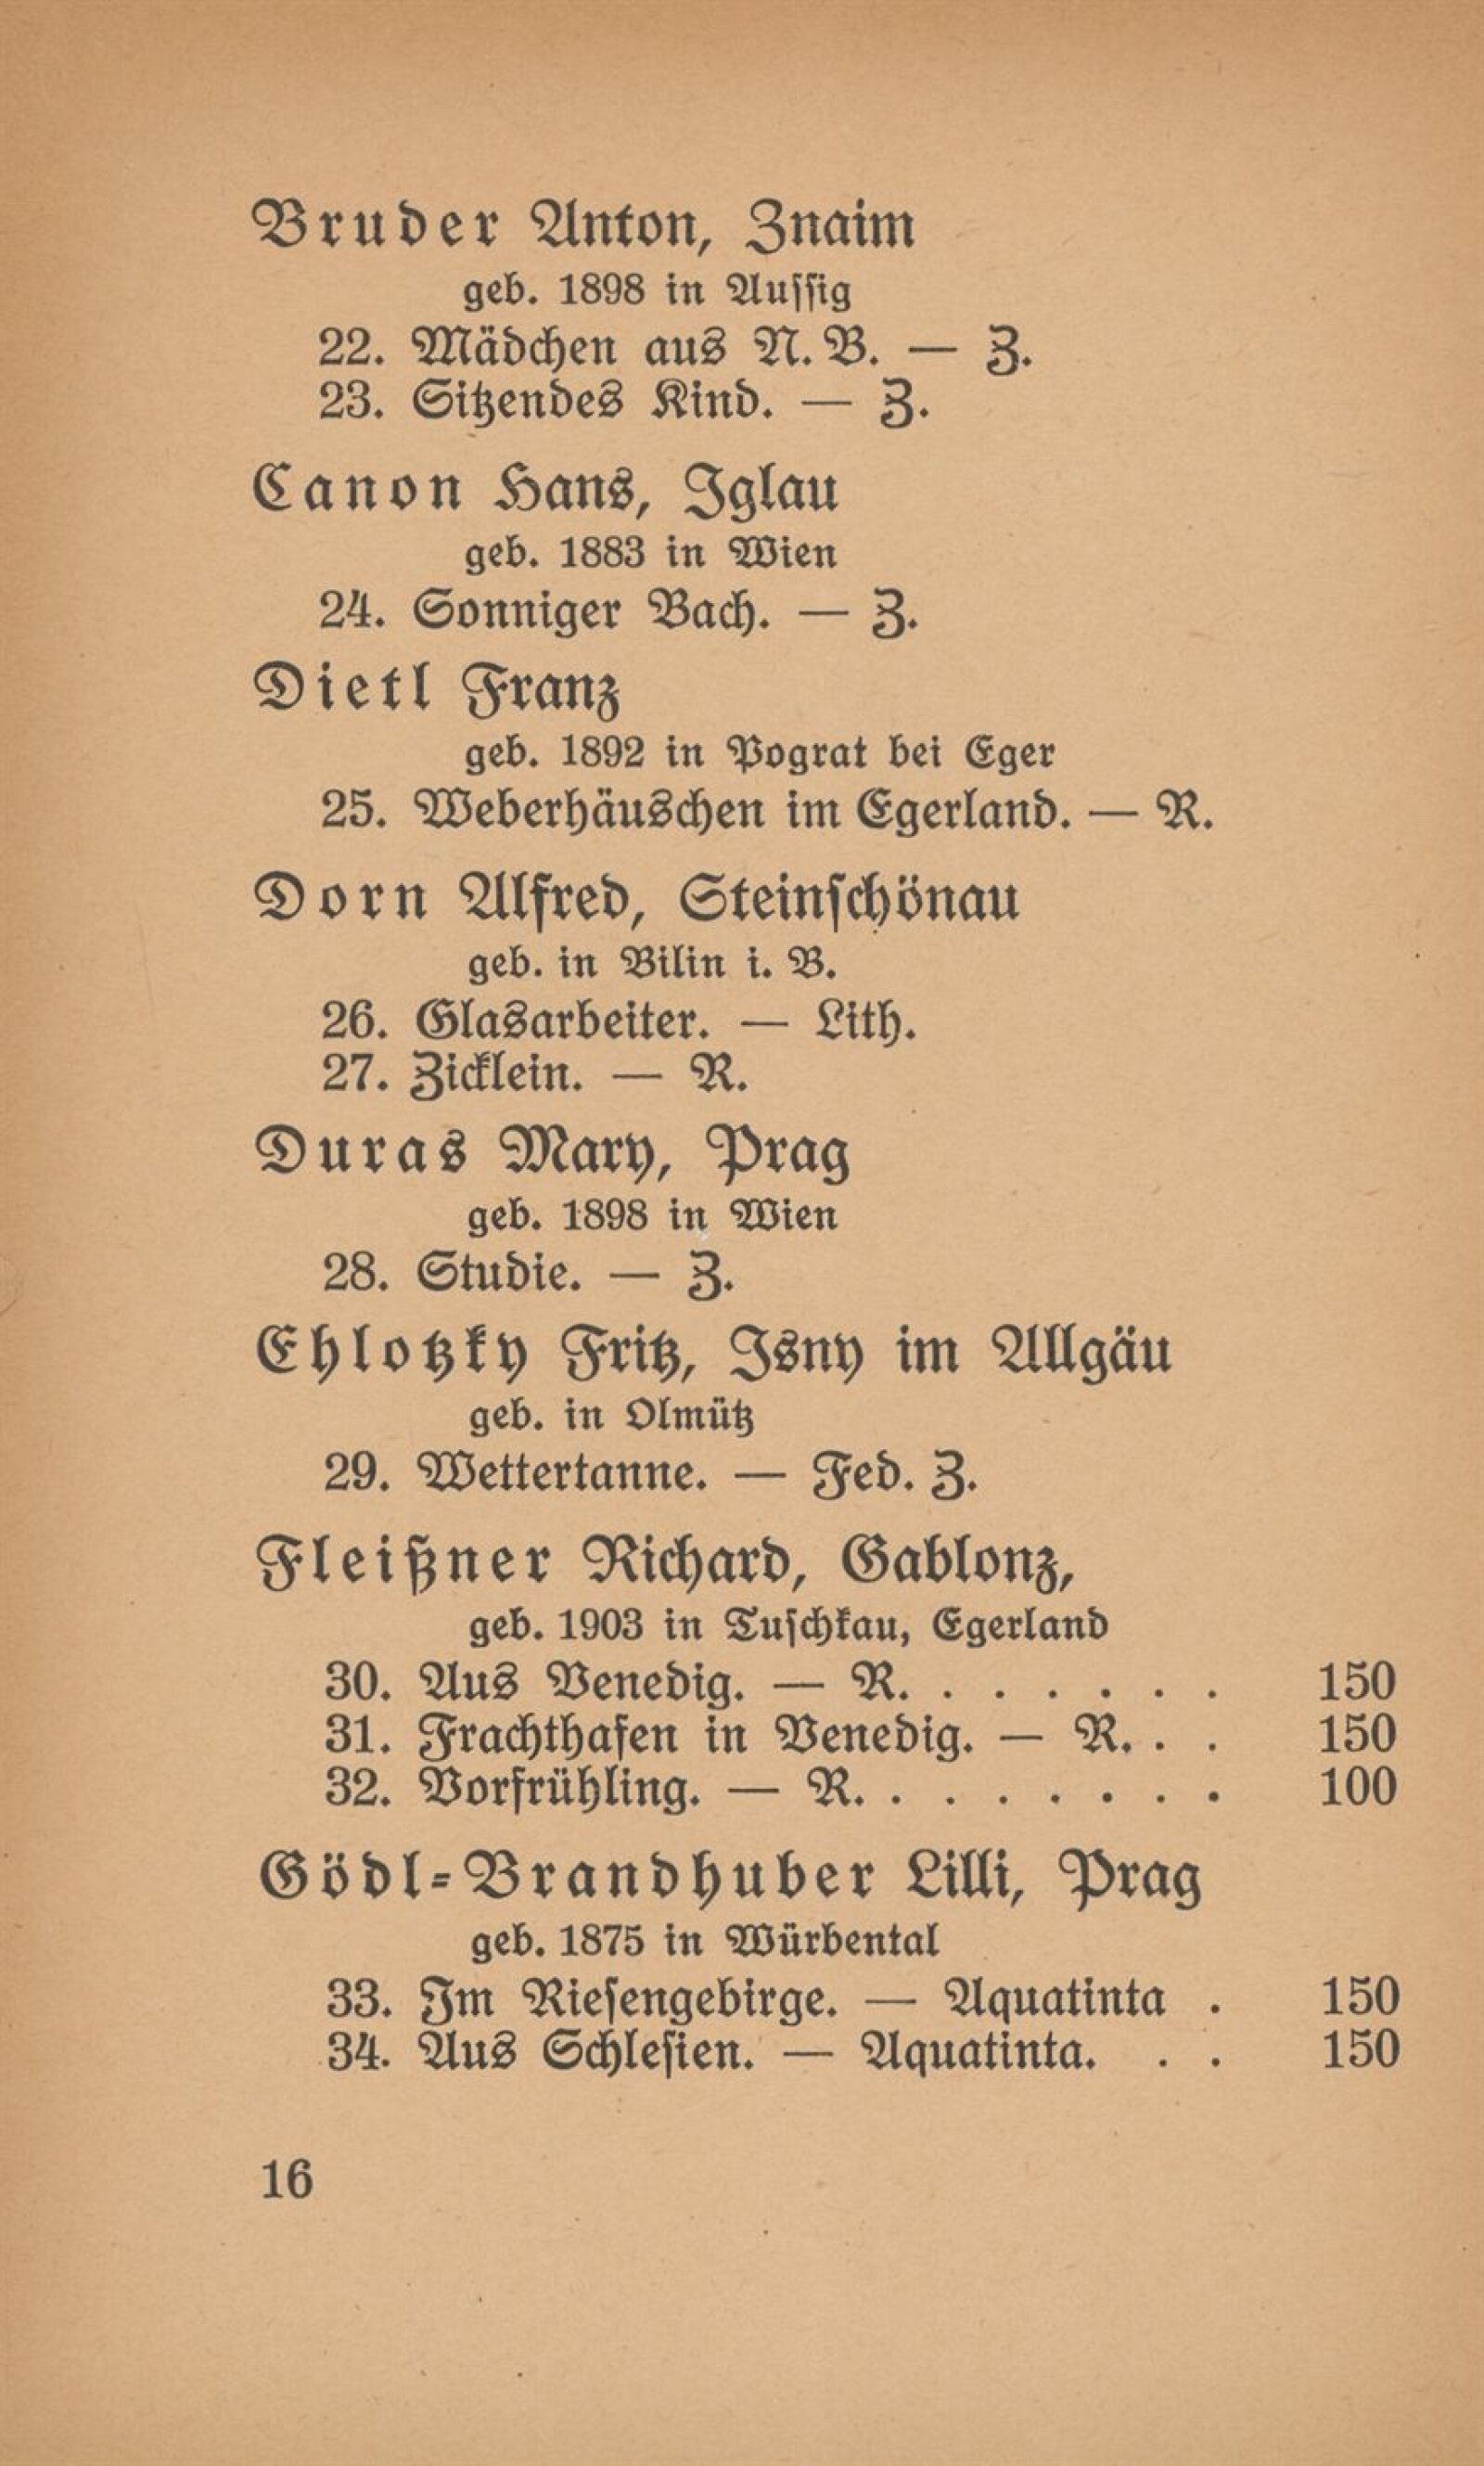 Bruder Anton, Znaim
geb. 1898 in Aussig
22. Mädchen aus N. B. — Z.
23. Sitzendes Kind. — Z.
Canon Hans, Iglau
geb. 1883 in Wien
24. Sonniger Bach. — Z.
Dietl Franz
geb. 1892 in Pograt bei Eger
25. Weberhäuschen im Egerland. — R.
Dorn Alfred, Steinschönau
geb. in Bilin i. B.
26. Glasarbeiter. — Lith.
27. Zicklein. — R.
Duras Mary, Prag
geb. 1898 in Wien
28. Studie. — Z.
Ehlotzky Fritz, Isny im Allgäu
geb. in Olmütz
29. Wettertanne. — Fed. Z.
Fleißner Richard, Gablonz,
geb. 1903 in Tuschkau, Egerland
30. Aus Venedig. — R. . . . . . . 150
31. Frachthafen in Venedig. — R. . . 150
32. Vorfrühling. — R. . . . . . . . 100
Gödl-Brandhuber Lilli, Prag
geb. 1875 in Würbental
33. Im Riesengebirge. — Aquatinta . 150
34. Aus Schlesien. — Aquatinta. . . 150
16